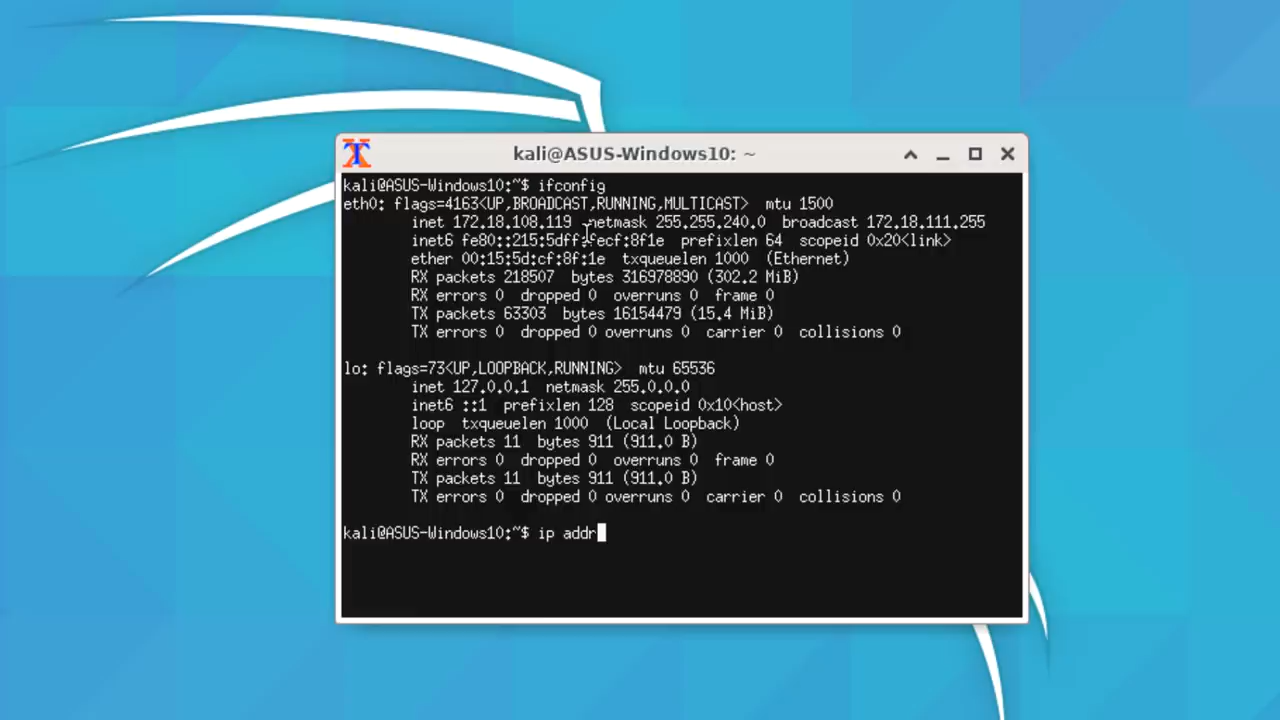 kali@ASUS-Windows10: ~
kali@ASUS-Windows10:~$ ifconfig
eth0: flags=4163<UP,BROADCAST,RUNNING,MULTICAST>  mtu 1500
inet 172.18.108.119  netmask 255.255.240.0  broadcast 172.18.111.255
inet6 fe80::215:5dff:fecf:8f1e  prefixlen 64  scopeid 0x20<link>
ether 00:15:5d:cf:8f:1e  txqueuelen 1000  (Ethernet)
RX packets 218507  bytes 316978890 (302.2 MiB)
RX errors 0  dropped 0  overruns 0  frame 0
TX packets 63303  bytes 16154479 (15.4 MiB)
TX errors 0  dropped 0 overruns 0  carrier 0  collisions 0
lo: flags=73<UP,LOOPBACK,RUNNING>  mtu 65536
inet 127.0.0.1  netmask 255.0.0.0
inet6 ::1  prefixlen 128  scopeid 0x10<host>
loop  txqueuelen 1000  (Local Loopback)
RX packets 11  bytes 911 (911.0 B)
RX errors 0  dropped 0  overruns 0  frame 0
TX packets 11  bytes 911 (911.0 B)
TX errors 0  dropped 0 overruns 0  carrier 0  collisions 0
kali@ASUS-Windows10:~$ ip addr